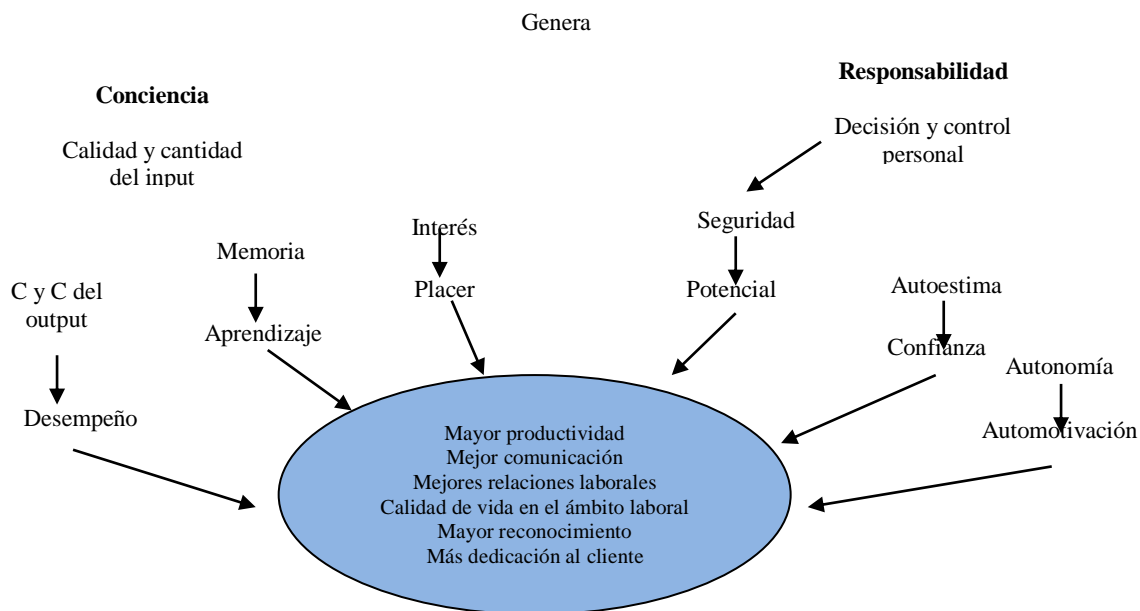 Genera
Responsabilidad
Conciencia
Decisión y control
personal
Calidad y cantidad
del input
Interés
Seguridad
Memoria
C y C del
output
Placer
Potencial
Autoestima
Aprendizaje
Confianza
Autonomía
Desempeño
Automotivación
Mayor productividad
Mejor comunicación
Mejores relaciones laborales
Calidad de vida en el ámbito laboral
Mayor reconocimiento
Más dedicación al cliente